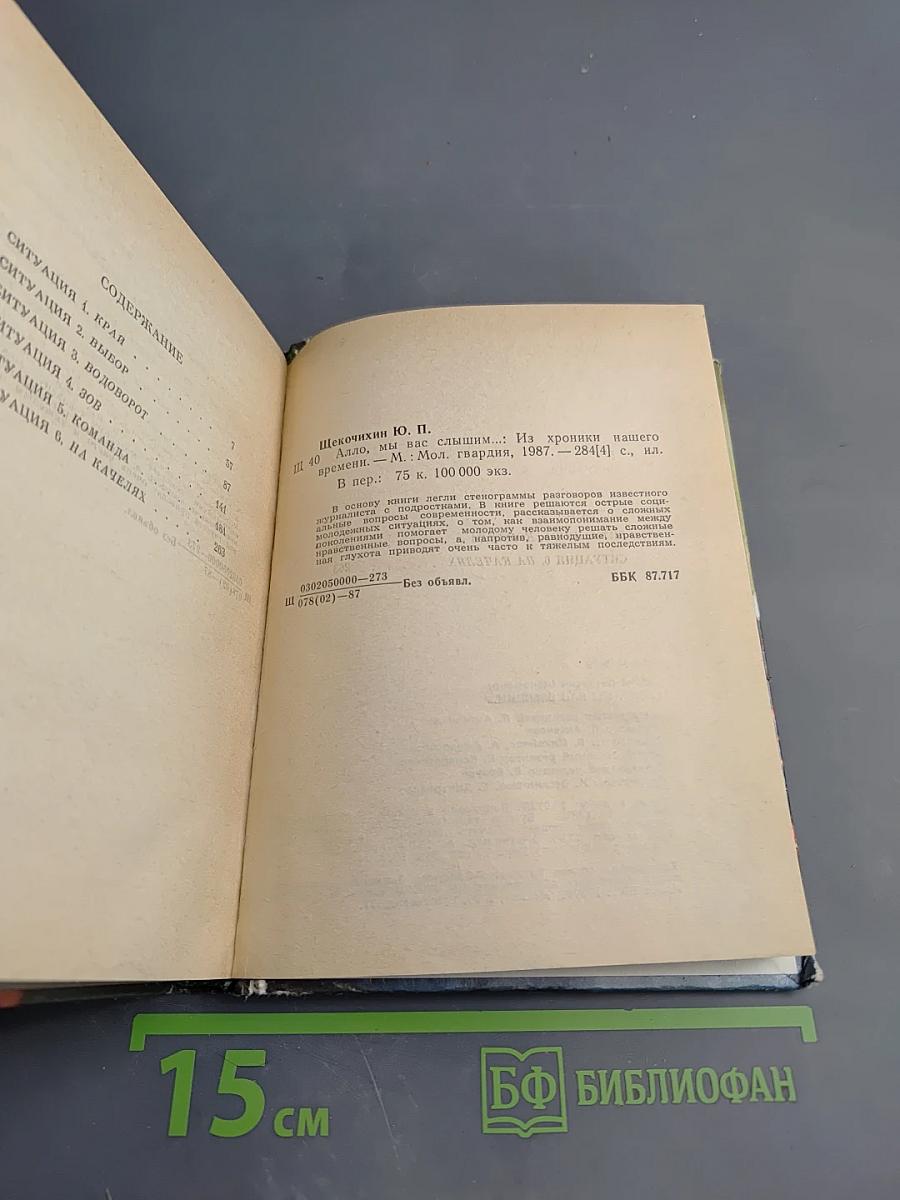 СОДЕРЖАНИЕ
СИТУАЦИЯ 1. КРАЙ . . . . . 7
СИТУАЦИЯ 2. ВЫБОР . . . . . 37
СИТУАЦИЯ 3. ВОДОВОРОТ . . . . 87
СИТУАЦИЯ 4. ЗОВ . . . . . 141
ТУАЦИЯ 5. КОМАНДА . . . .
УАЦИЯ 6. НА КАЧЕЛЯХ . . . 263
Щекочихин Ю. П.
Щ 40 Алло, мы вас слышим...: Из хроники нашего
времени. — М.: Мол. гвардия, 1987. — 284[4] с., ил.
В пер.: 75 к. 100 000 экз.
В основу книги легли стенограммы разговоров известного
журналиста с подростками. В книге решаются острые соци-
альные вопросы современности, рассказывается о сложных
молодежных ситуациях, о том, как взаимопонимание между
поколениями помогает молодому человеку решать сложные
нравственные вопросы, а, напротив, равнодушие, нравствен-
ная глухота приводят очень часто к тяжелым последствиям.
Щ 0302050000—273 —Без объявл. ББК 87.717
078(02)—87
15 см
БФ БИБЛИОФАН